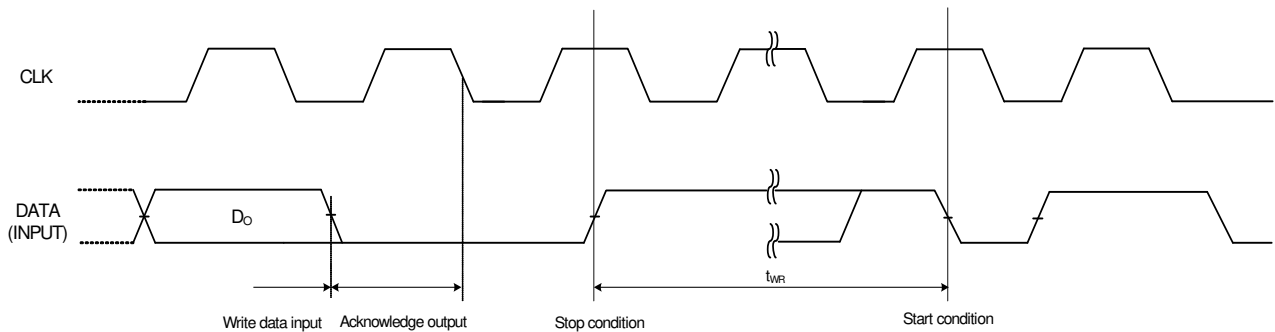 CLK
DATA
(INPUT)
DO
tWR
Write data input
Acknowledge output
Stop condition
Start condition